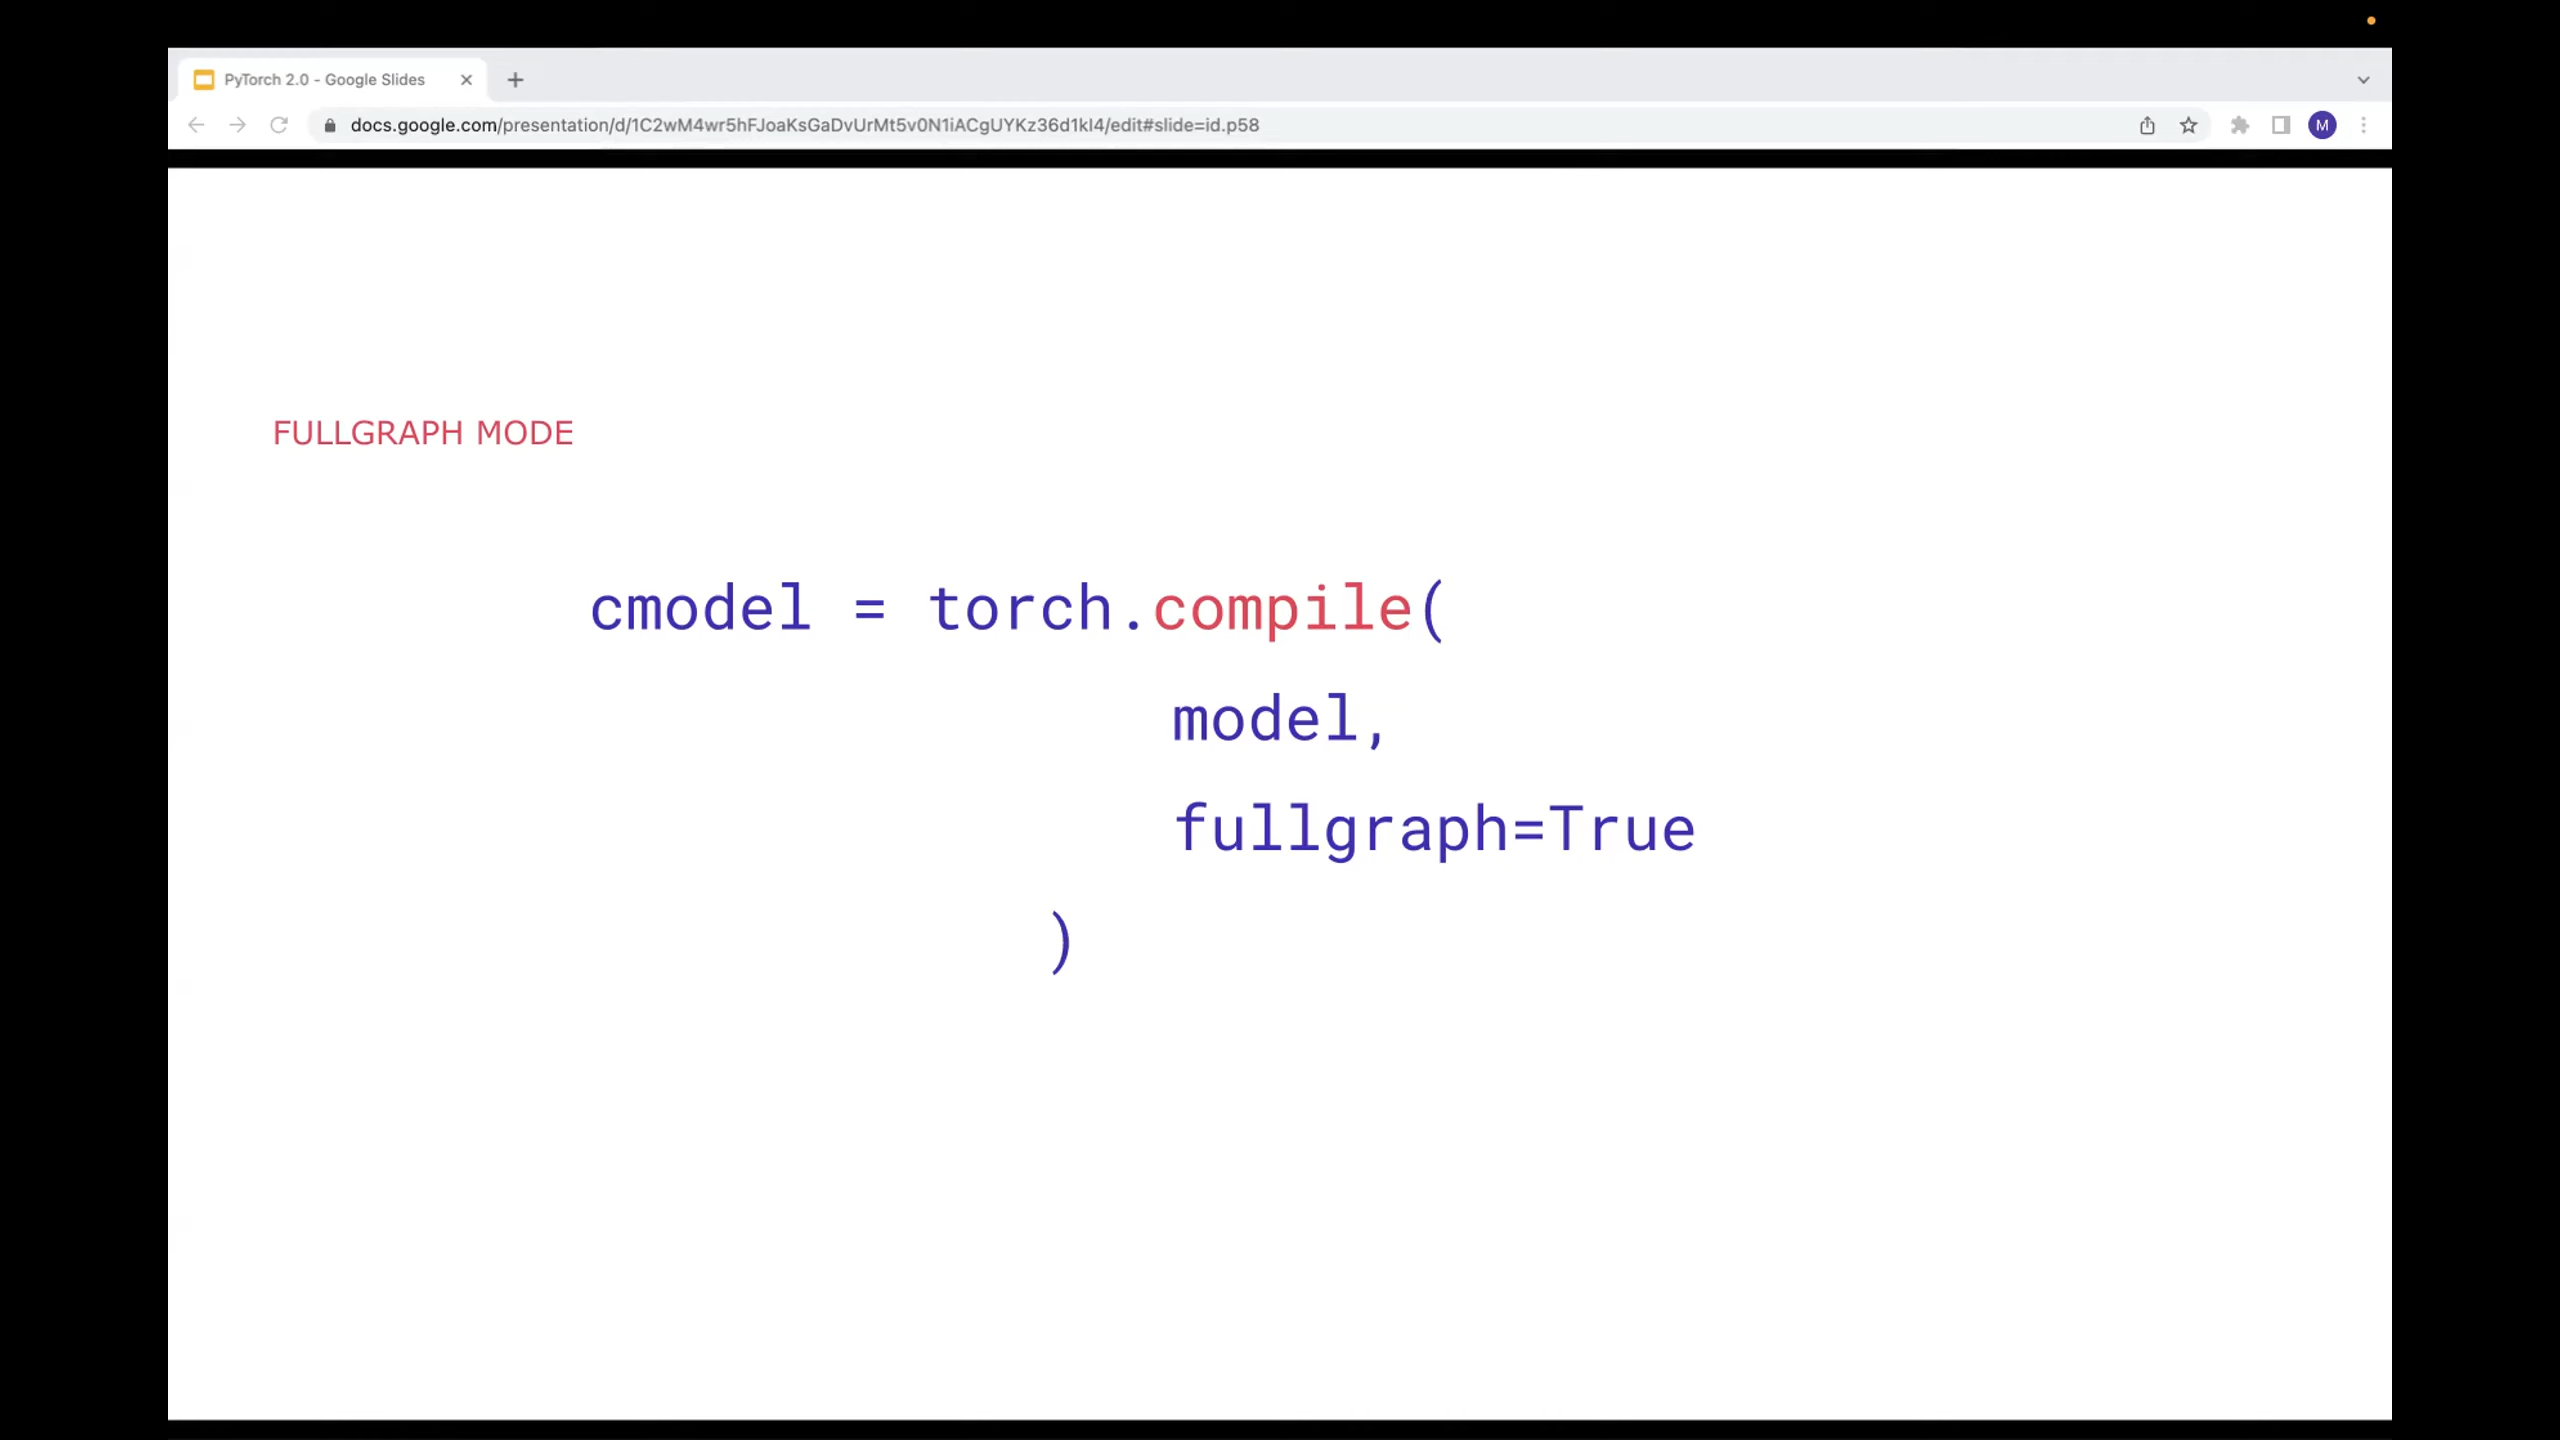 PyTorch 2.0 - Google Slides
docs.google.com/presentation/d/1C2wM4wr5hFJoaKsGaDvUrMt5v0N1iACgUYKz36d1kI4/edit#slide=id.p58
M
FULLGRAPH MODE
cmodel = torch.compile(
model,
fullgraph=True
)